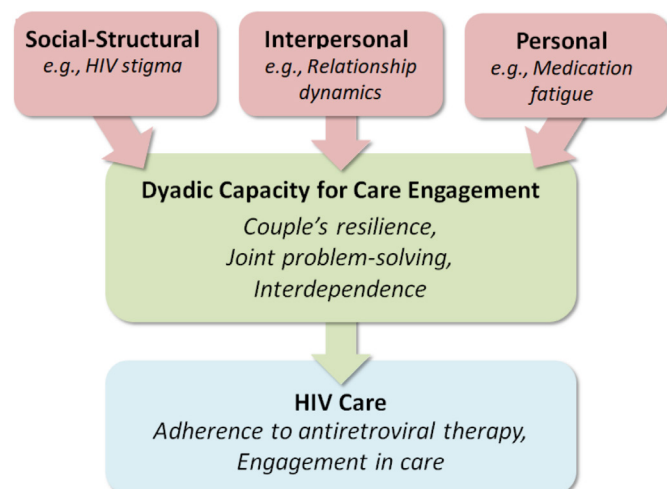 Social-Structural
e.g., HIV stigma
Interpersonal
e.g., Relationship
dynamics
Personal
e.g., Medication
fatigue
Dyadic Capacity for Care Engagement
Couple's resilience,
Joint problem-solving,
Interdependence
HIV Care
Adherence to antiretroviral therapy,
Engagement in care